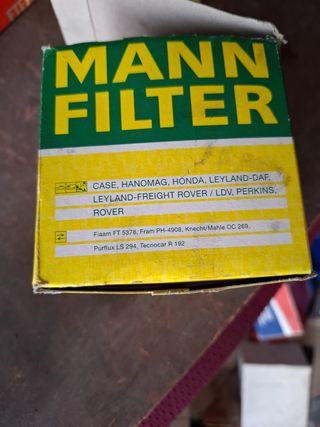 MANN
FILTER
CASE, HANOMAG, HONDA, LEYLAND-DAF,
LEYLAND-FREIGHT ROVER / LDV, PERKINS,
ROVER
Fiaam FT 5378, Fram PH-4908, Knecht/Mahle OC 269,
Purflux LS 294, Tecnocar R 192